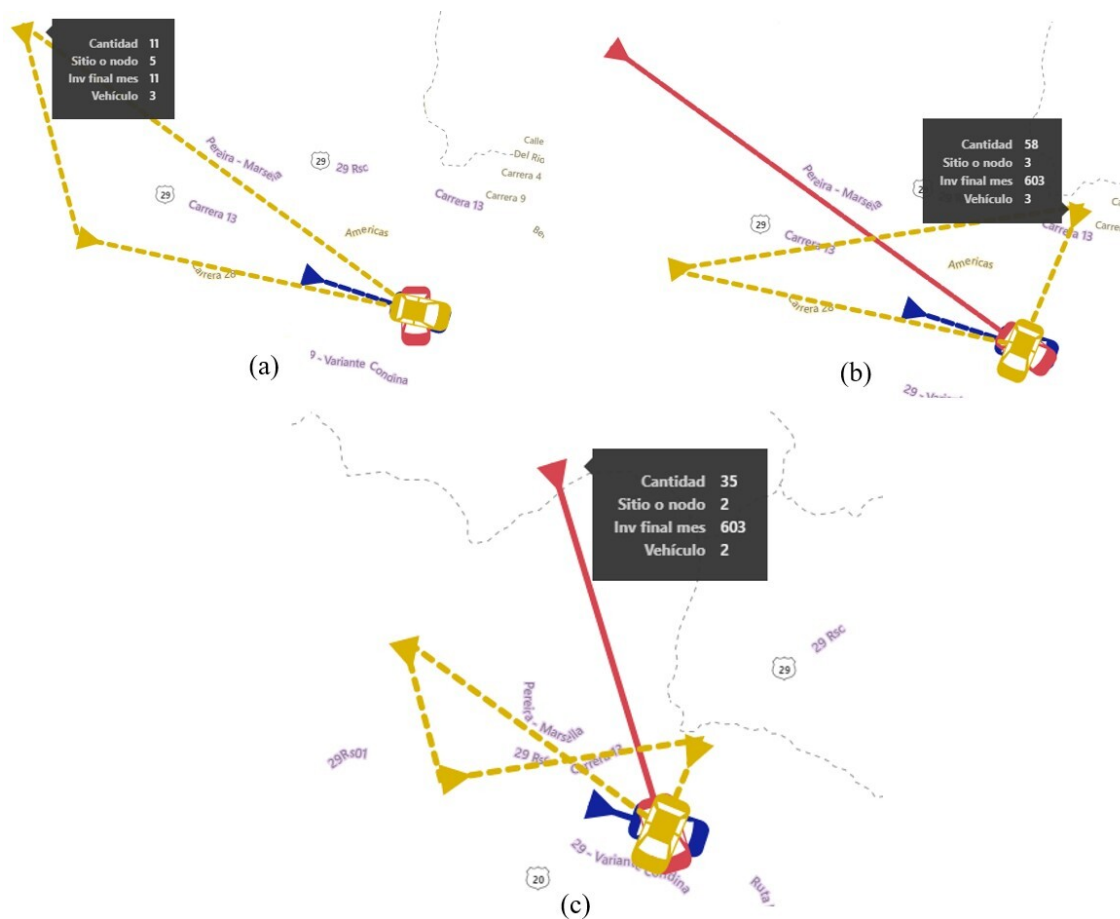 Cantidad 11
Sitio o nodo 5
Inv final mes 11
Vehículo 3
Pereira - Marsell
29
29 Rsc
29
Carrera 13
Carrera 13
Calle
Del Rio
Carrera 4
Carrera 9
Americas
Carrera 28
9 - Variante Condina
(a)
Cantidad 58
Sitio o nodo 3
Inv final mes 603
Vehículo 3
Pereira - Marsell
29
Carrera 13
Carrera 13
Americas
Carrera 28
(b)
Cantidad 35
Sitio o nodo 2
Inv final mes 603
Vehículo 2
29 Rsc
29
Pereira - Marsella
29Rs01
29 Rsc
Carrera 13
29 - Variante Condina
20
Ruta
(c)